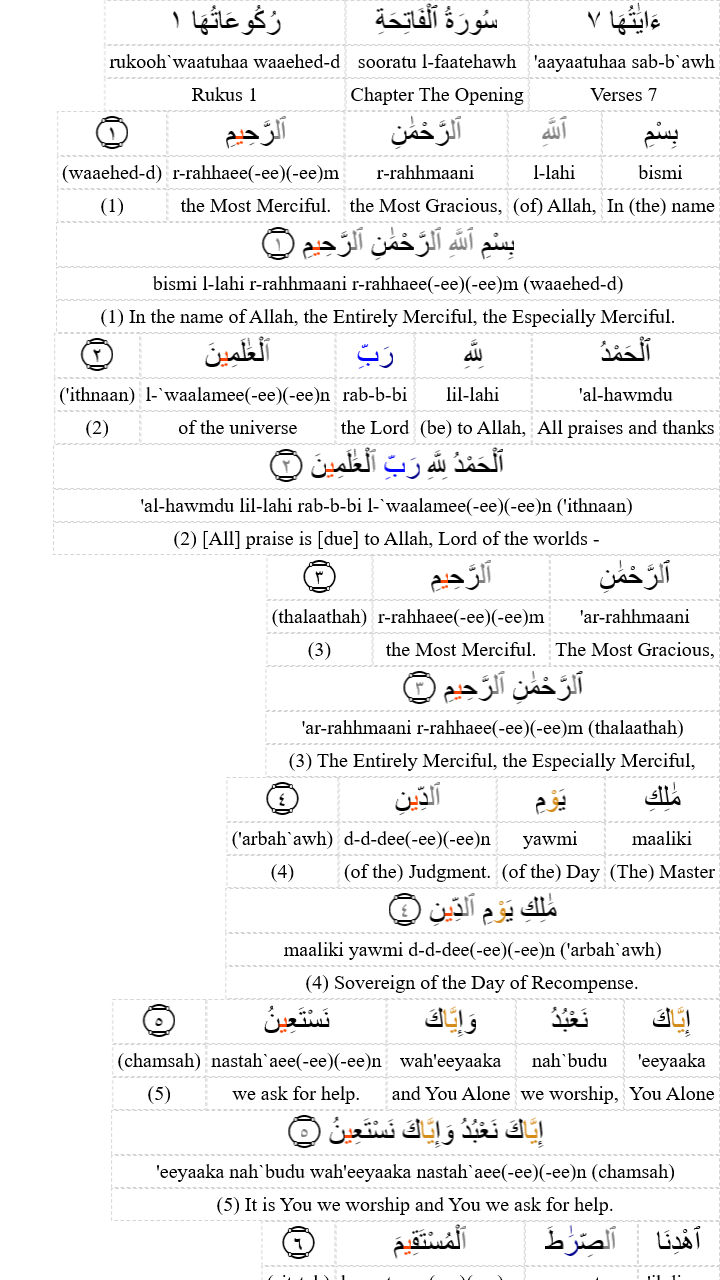 ءَايَٰتُهَا ٧ سُورَةُ ٱلْفَاتِحَةِ رُكُوعَاتُهَا ١
'aayaatuhaa sab-b`awh sooratu l-faatehawh rukooh`waatuhaa waaehed-d
Verses 7 Chapter The Opening Rukus 1
بِسْمِ ٱللَّهِ ٱلرَّحْمَٰنِ ٱلرَّحِيمِ ١
bismi l-lahi r-rahhmaani r-rahhaee(-ee)(-ee)m (waaehed-d)
In (the) name (of) Allah, the Most Gracious, the Most Merciful. (1)
بِسْمِ ٱللَّهِ ٱلرَّحْمَٰنِ ٱلرَّحِيمِ ١
bismi l-lahi r-rahhmaani r-rahhaee(-ee)(-ee)m (waaehed-d)
(1) In the name of Allah, the Entirely Merciful, the Especially Merciful.
ٱلْحَمْدُ لِلَّهِ رَبِّ ٱلْعَٰلَمِينَ ٢
'al-hawmdu lil-lahi rab-b-bi l-`waalamee(-ee)(-ee)n ('ithnaan)
All praises and thanks (be) to Allah, the Lord of the universe (2)
ٱلْحَمْدُ لِلَّهِ رَبِّ ٱلْعَٰلَمِينَ ٢
'al-hawmdu lil-lahi rab-b-bi l-`waalamee(-ee)(-ee)n ('ithnaan)
(2) [All] praise is [due] to Allah, Lord of the worlds -
ٱلرَّحْمَٰنِ ٱلرَّحِيمِ ٣
'ar-rahhmaani r-rahhaee(-ee)(-ee)m (thalaathah)
The Most Gracious, the Most Merciful. (3)
ٱلرَّحْمَٰنِ ٱلرَّحِيمِ ٣
'ar-rahhmaani r-rahhaee(-ee)(-ee)m (thalaathah)
(3) The Entirely Merciful, the Especially Merciful,
مَٰلِكِ يَوْمِ ٱلدِّينِ ٤
maaliki yawmi d-d-dee(-ee)(-ee)n ('arbah`awh)
(The) Master (of the) Day (of the) Judgment. (4)
مَٰلِكِ يَوْمِ ٱلدِّينِ ٤
maaliki yawmi d-d-dee(-ee)(-ee)n ('arbah`awh)
(4) Sovereign of the Day of Recompense.
إِيَّاكَ نَعْبُدُ وَإِيَّاكَ نَسْتَعِينُ ٥
'eeyaaka nah`budu wah'eeyaaka nastah`aee(-ee)(-ee)n (chamsah)
You Alone we worship, and You Alone we ask for help. (5)
إِيَّاكَ نَعْبُدُ وَإِيَّاكَ نَسْتَعِينُ ٥
'eeyaaka nah`budu wah'eeyaaka nastah`aee(-ee)(-ee)n (chamsah)
(5) It is You we worship and You we ask for help.
ٱهْدِنَا ٱلصِّرَٰطَ ٱلْمُسْتَقِيمَ ٦